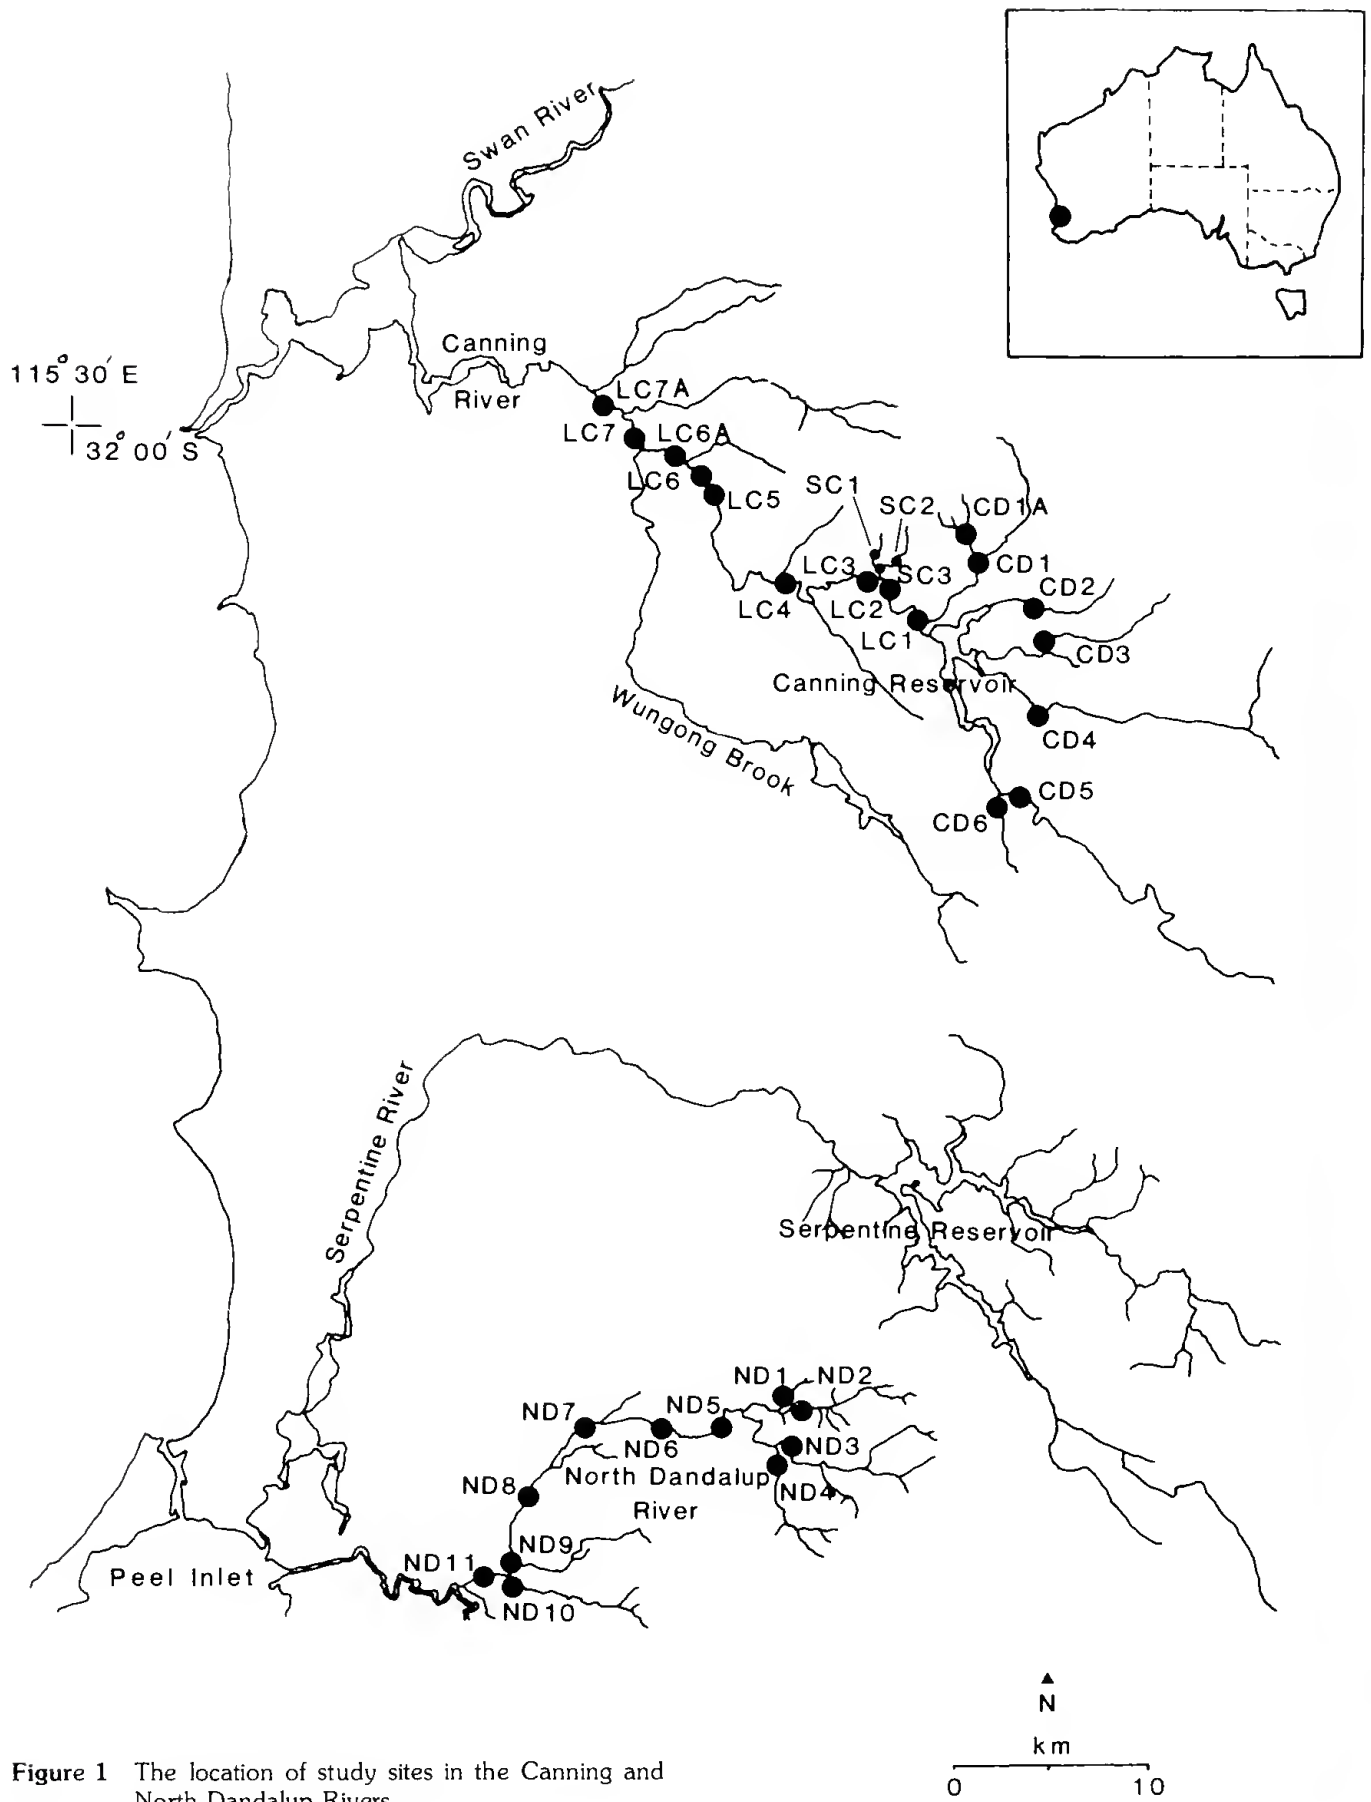 Swan River
Canning
River
115° 30′ E
32° 00′ S
LC7A
LC7
LC6A
LC6
LC5
SC1
SC2
CD1A
LC3
SC3
CD1
LC4
LC2
CD2
LC1
CD3
Canning Reservoir
Wungong Brook
CD4
CD5
CD6
Serpentine River
Serpentine Reservoir
ND1
ND2
ND7
ND5
ND6
ND3
North Dandalup
River
ND4
ND8
ND9
ND11
Peel Inlet
ND10
N
km
0 10
Figure 1 The location of study sites in the Canning and
North Dandalup Rivers